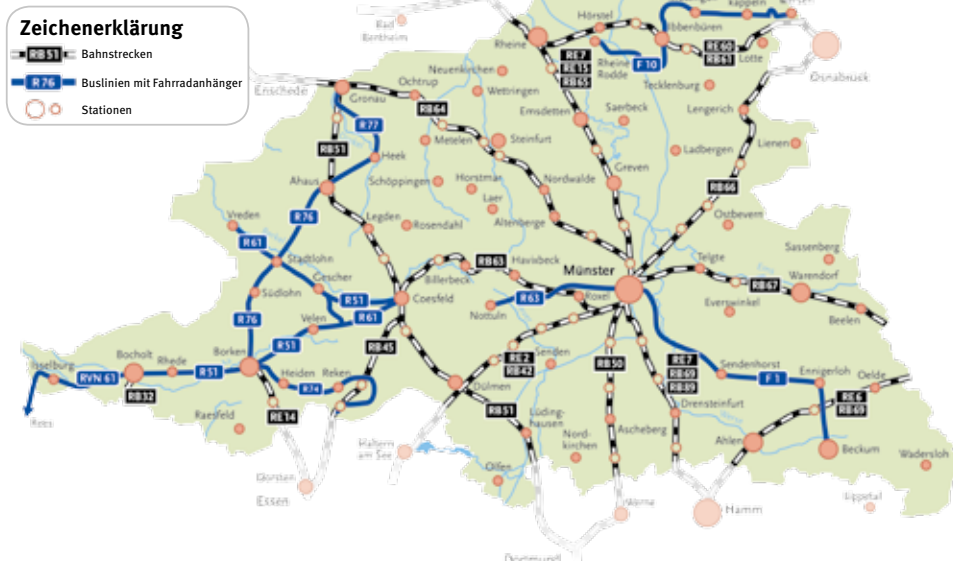 Zeichenerklärung
RB51 Bahnstrecken
R76 Buslinien mit Fahrradanhänger
Stationen
Bad
Bentheim
Rheine
Hörstel
Ibbenbüren
RE7
RE15
RB65
Rheine
Rodde
F10
RE60
RB61
Lotte
Osnabrück
Enschede
Gronau
Ochtrup
Neuenkirchen
Wettringen
RB64
Tecklenburg
Emsdetten
Saerbeck
Lengerich
R77
Metelen
Steinfurt
Lienen
RB51
Heek
Ladbergen
Ahaus
Schöppingen
Horstmar
Nordwalde
Greven
RB66
Laer
Vreden
R76
Legden
Rosendahl
Altenberge
Ostbevern
R61
Sassenberg
Stadtlohn
Billerbeck
RB63
Havixbeck
Münster
Telgte
Warendorf
Gescher
RB67
Südlohn
R51
Coesfeld
R63
Roxel
Everswinkel
R76
Velen
R61
Nottuln
Beelen
R51
RB45
Isselburg
Bocholt
Rhede
Borken
RE2
RB42
Senden
RB50
RE7
RB69
RB89
Sendenhorst
Ennigerloh
RVN 61
R51
Heiden
Reken
R74
F1
Oelde
RB32
Dülmen
RE6
RB69
Rees
Raesfeld
RE14
RB51
Lüding-
hausen
Drensteinfurt
Ascheberg
Haltern
am See
Nord-
kirchen
Ahlen
Beckum
Wadersloh
Olfen
Dorsten
Essen
Werne
Hamm
Lippetal
Dortmund